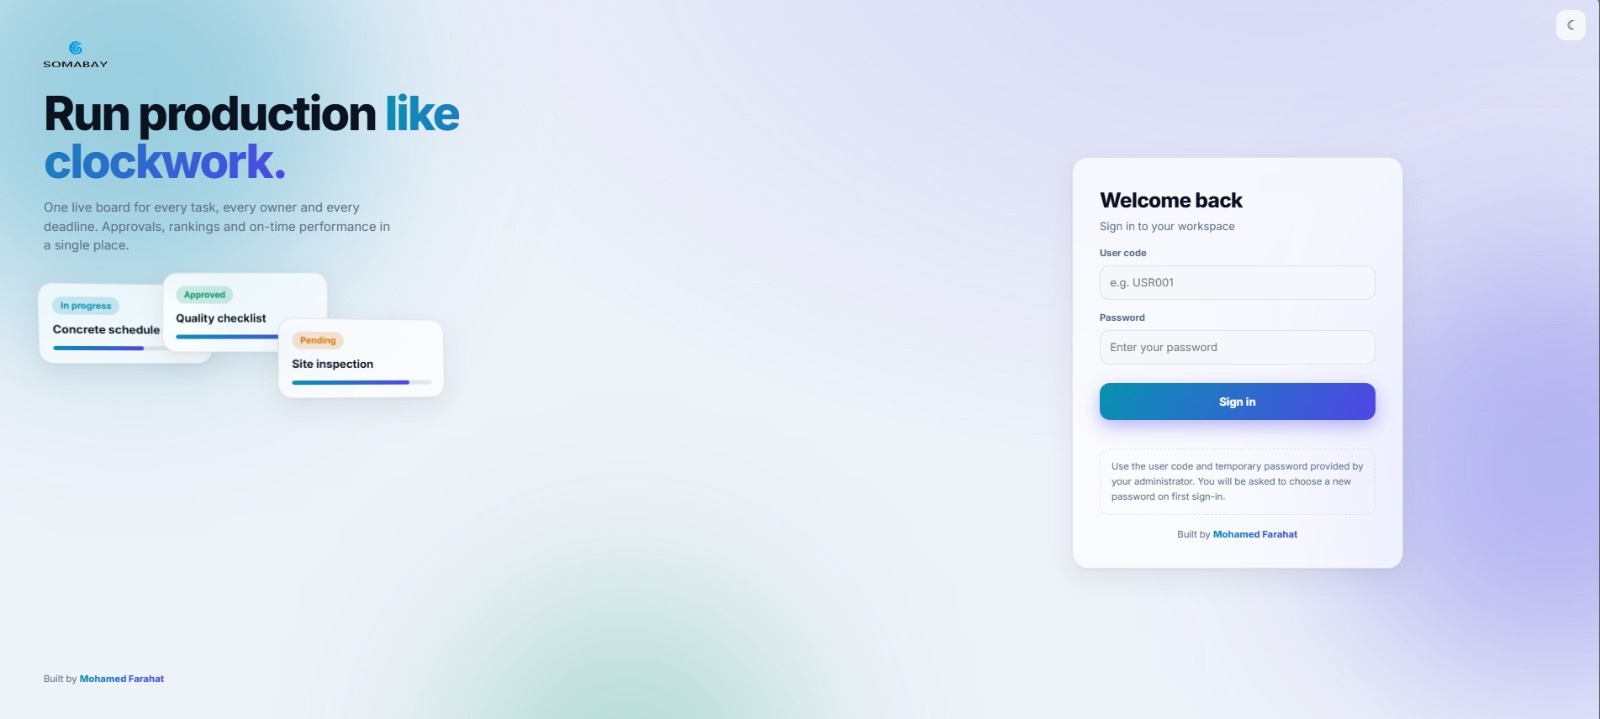 SOMABAY
Run production like
clockwork.
One live board for every task, every owner and every
deadline. Approvals, rankings and on-time performance in
a single place.
In progress
Concrete schedule
Approved
Quality checklist
Pending
Site inspection
Built by Mohamed Farahat
Welcome back
Sign in to your workspace
User code
e.g. USR001
Password
Enter your password
Sign in
Use the user code and temporary password provided by
your administrator. You will be asked to choose a new
password on first sign-in.
Built by Mohamed Farahat